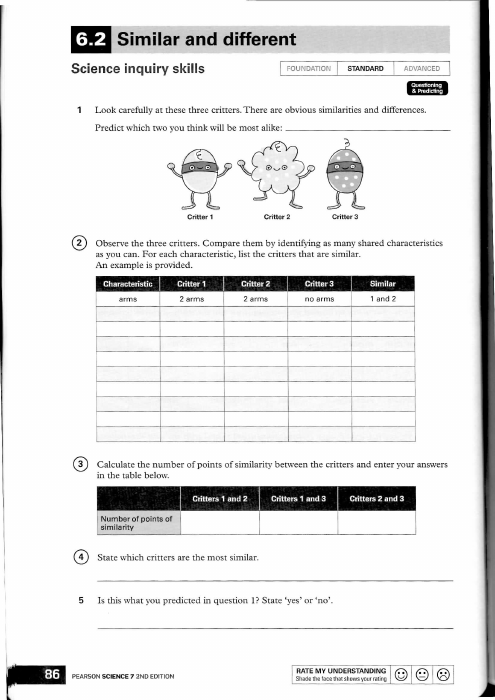 6.2 Similar and different
Science inquiry skills
FOUNDATION STANDARD ADVANCED
Questioning
& Predicting
1 Look carefully at these three critters. There are obvious similarities and differences.
Predict which two you think will be most alike:
Critter 1 Critter 2 Critter 3
2 Observe the three critters. Compare them by identifying as many shared characteristics
as you can. For each characteristic, list the critters that are similar.
An example is provided.
Characteristic Critter 1 Critter 2 Critter 3 Similar
arms 2 arms 2 arms no arms 1 and 2
3 Calculate the number of points of similarity between the critters and enter your answers
in the table below.
Critters 1 and 2 Critters 1 and 3 Critters 2 and 3
Number of points of
similarity
4 State which critters are the most similar.
5 Is this what you predicted in question 1? State 'yes' or 'no'.
86 PEARSON SCIENCE 7 2ND EDITION
RATE MY UNDERSTANDING
Shade the face that shows your rating